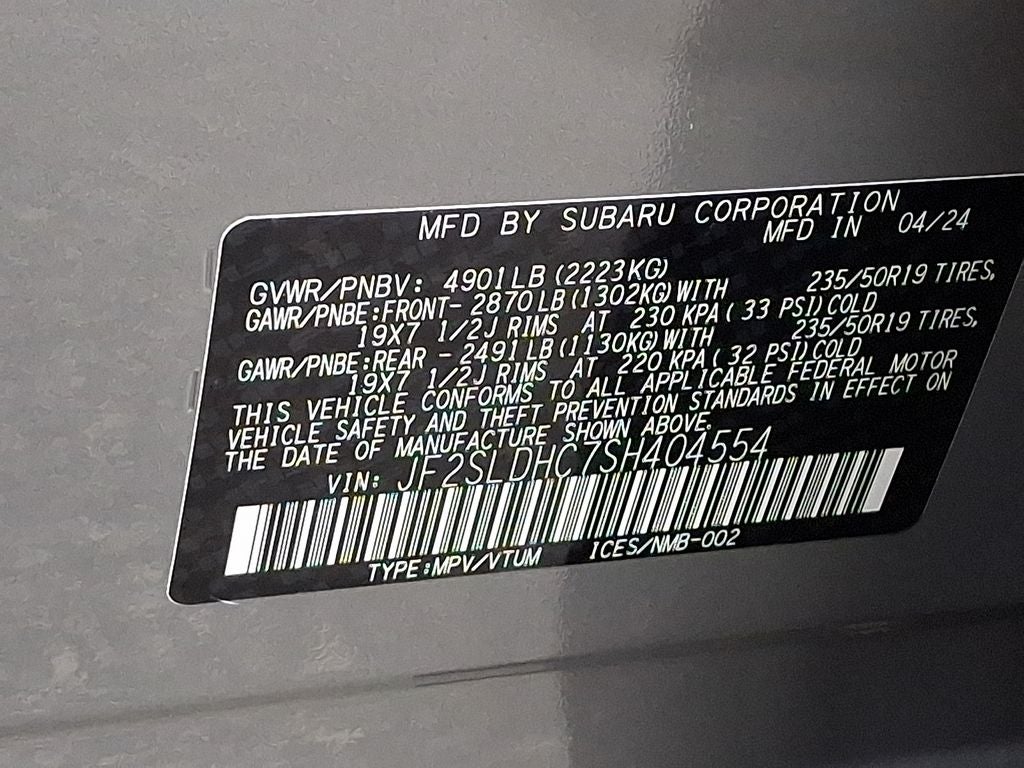 MFD BY SUBARU CORPORATION
MFD IN 04/24
GVWR/PNBV: 4901LB (2223KG)
GAWR/PNBE:FRONT- 2870LB(1302KG)WITH 235/50R19 TIRES,
19X7 1/2J RIMS AT 230 KPA( 33 PSI)COLD
GAWR/PNBE:REAR - 2491LB(1130KG)WITH 235/50R19 TIRES,
19X7 1/2J RIMS AT 220 KPA( 32 PSI)COLD
THIS VEHICLE CONFORMS TO ALL APPLICABLE FEDERAL MOTOR
VEHICLE SAFETY AND THEFT PREVENTION STANDARDS IN EFFECT ON
THE DATE OF MANUFACTURE SHOWN ABOVE.
VIN: JF2SLDHC7SH404554
TYPE:MPV/VTUM ICES/NMB-002